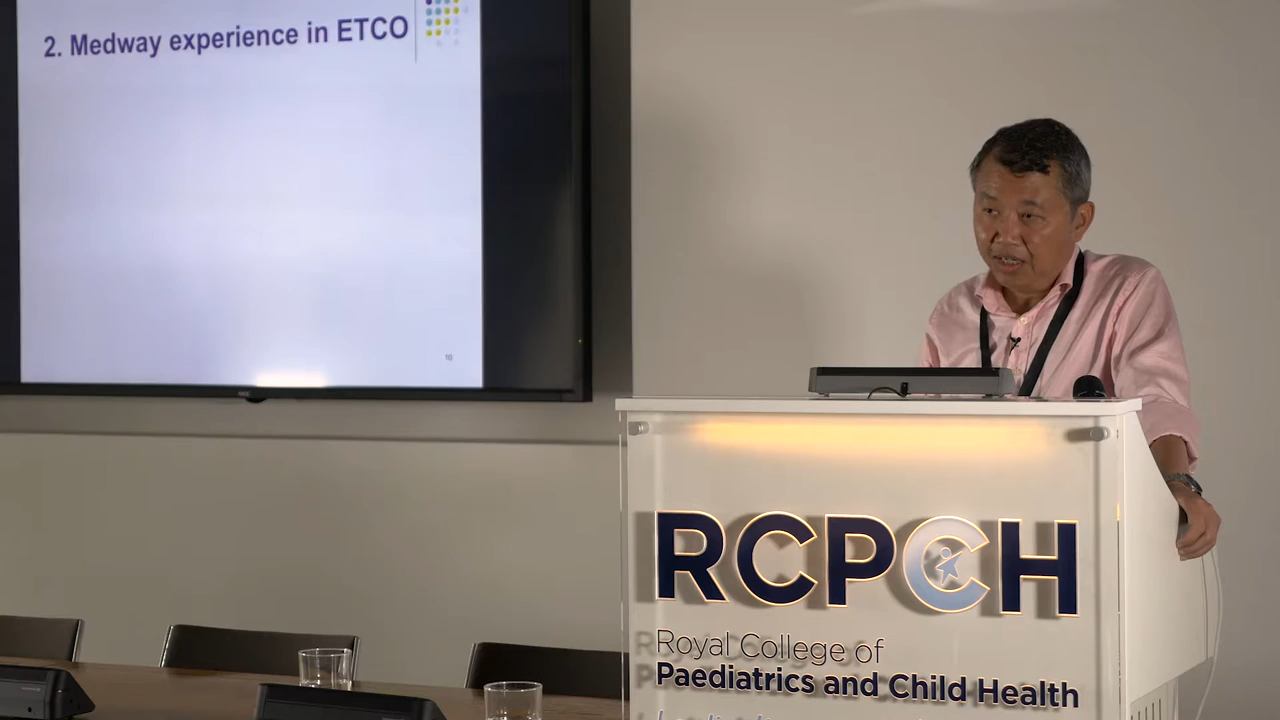 2. Medway experience in ETCO
10
RCPCH
Royal College of
Paediatrics and Child Health